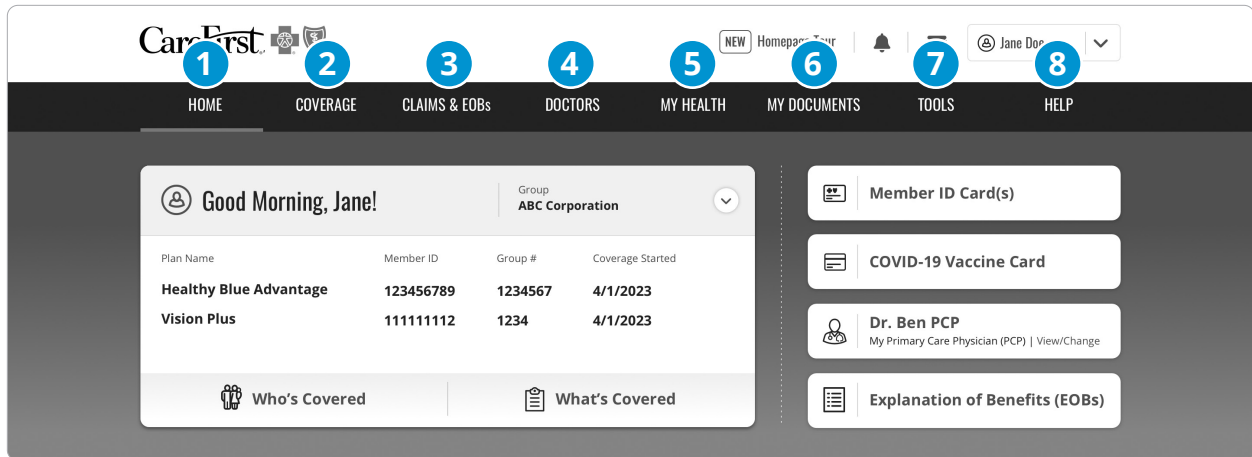 CareFirst
NEW Homepage Tour
Jane Doe
1 2 3 4 5 6 7 8
HOME COVERAGE CLAIMS & EOBs DOCTORS MY HEALTH MY DOCUMENTS TOOLS HELP
Good Morning, Jane!
Group
ABC Corporation
Plan Name Member ID Group # Coverage Started
Healthy Blue Advantage 123456789 1234567 4/1/2023
Vision Plus 111111112 1234 4/1/2023
Who's Covered
What's Covered
Member ID Card(s)
COVID-19 Vaccine Card
Dr. Ben PCP
My Primary Care Physician (PCP) | View/Change
Explanation of Benefits (EOBs)